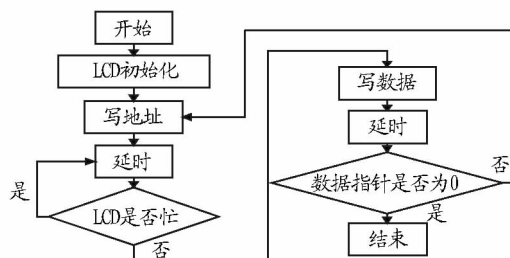 开始
LCD初始化
写地址
延时
是
LCD是否忙
否
写数据
延时
数据指针是否为0
否
是
结束